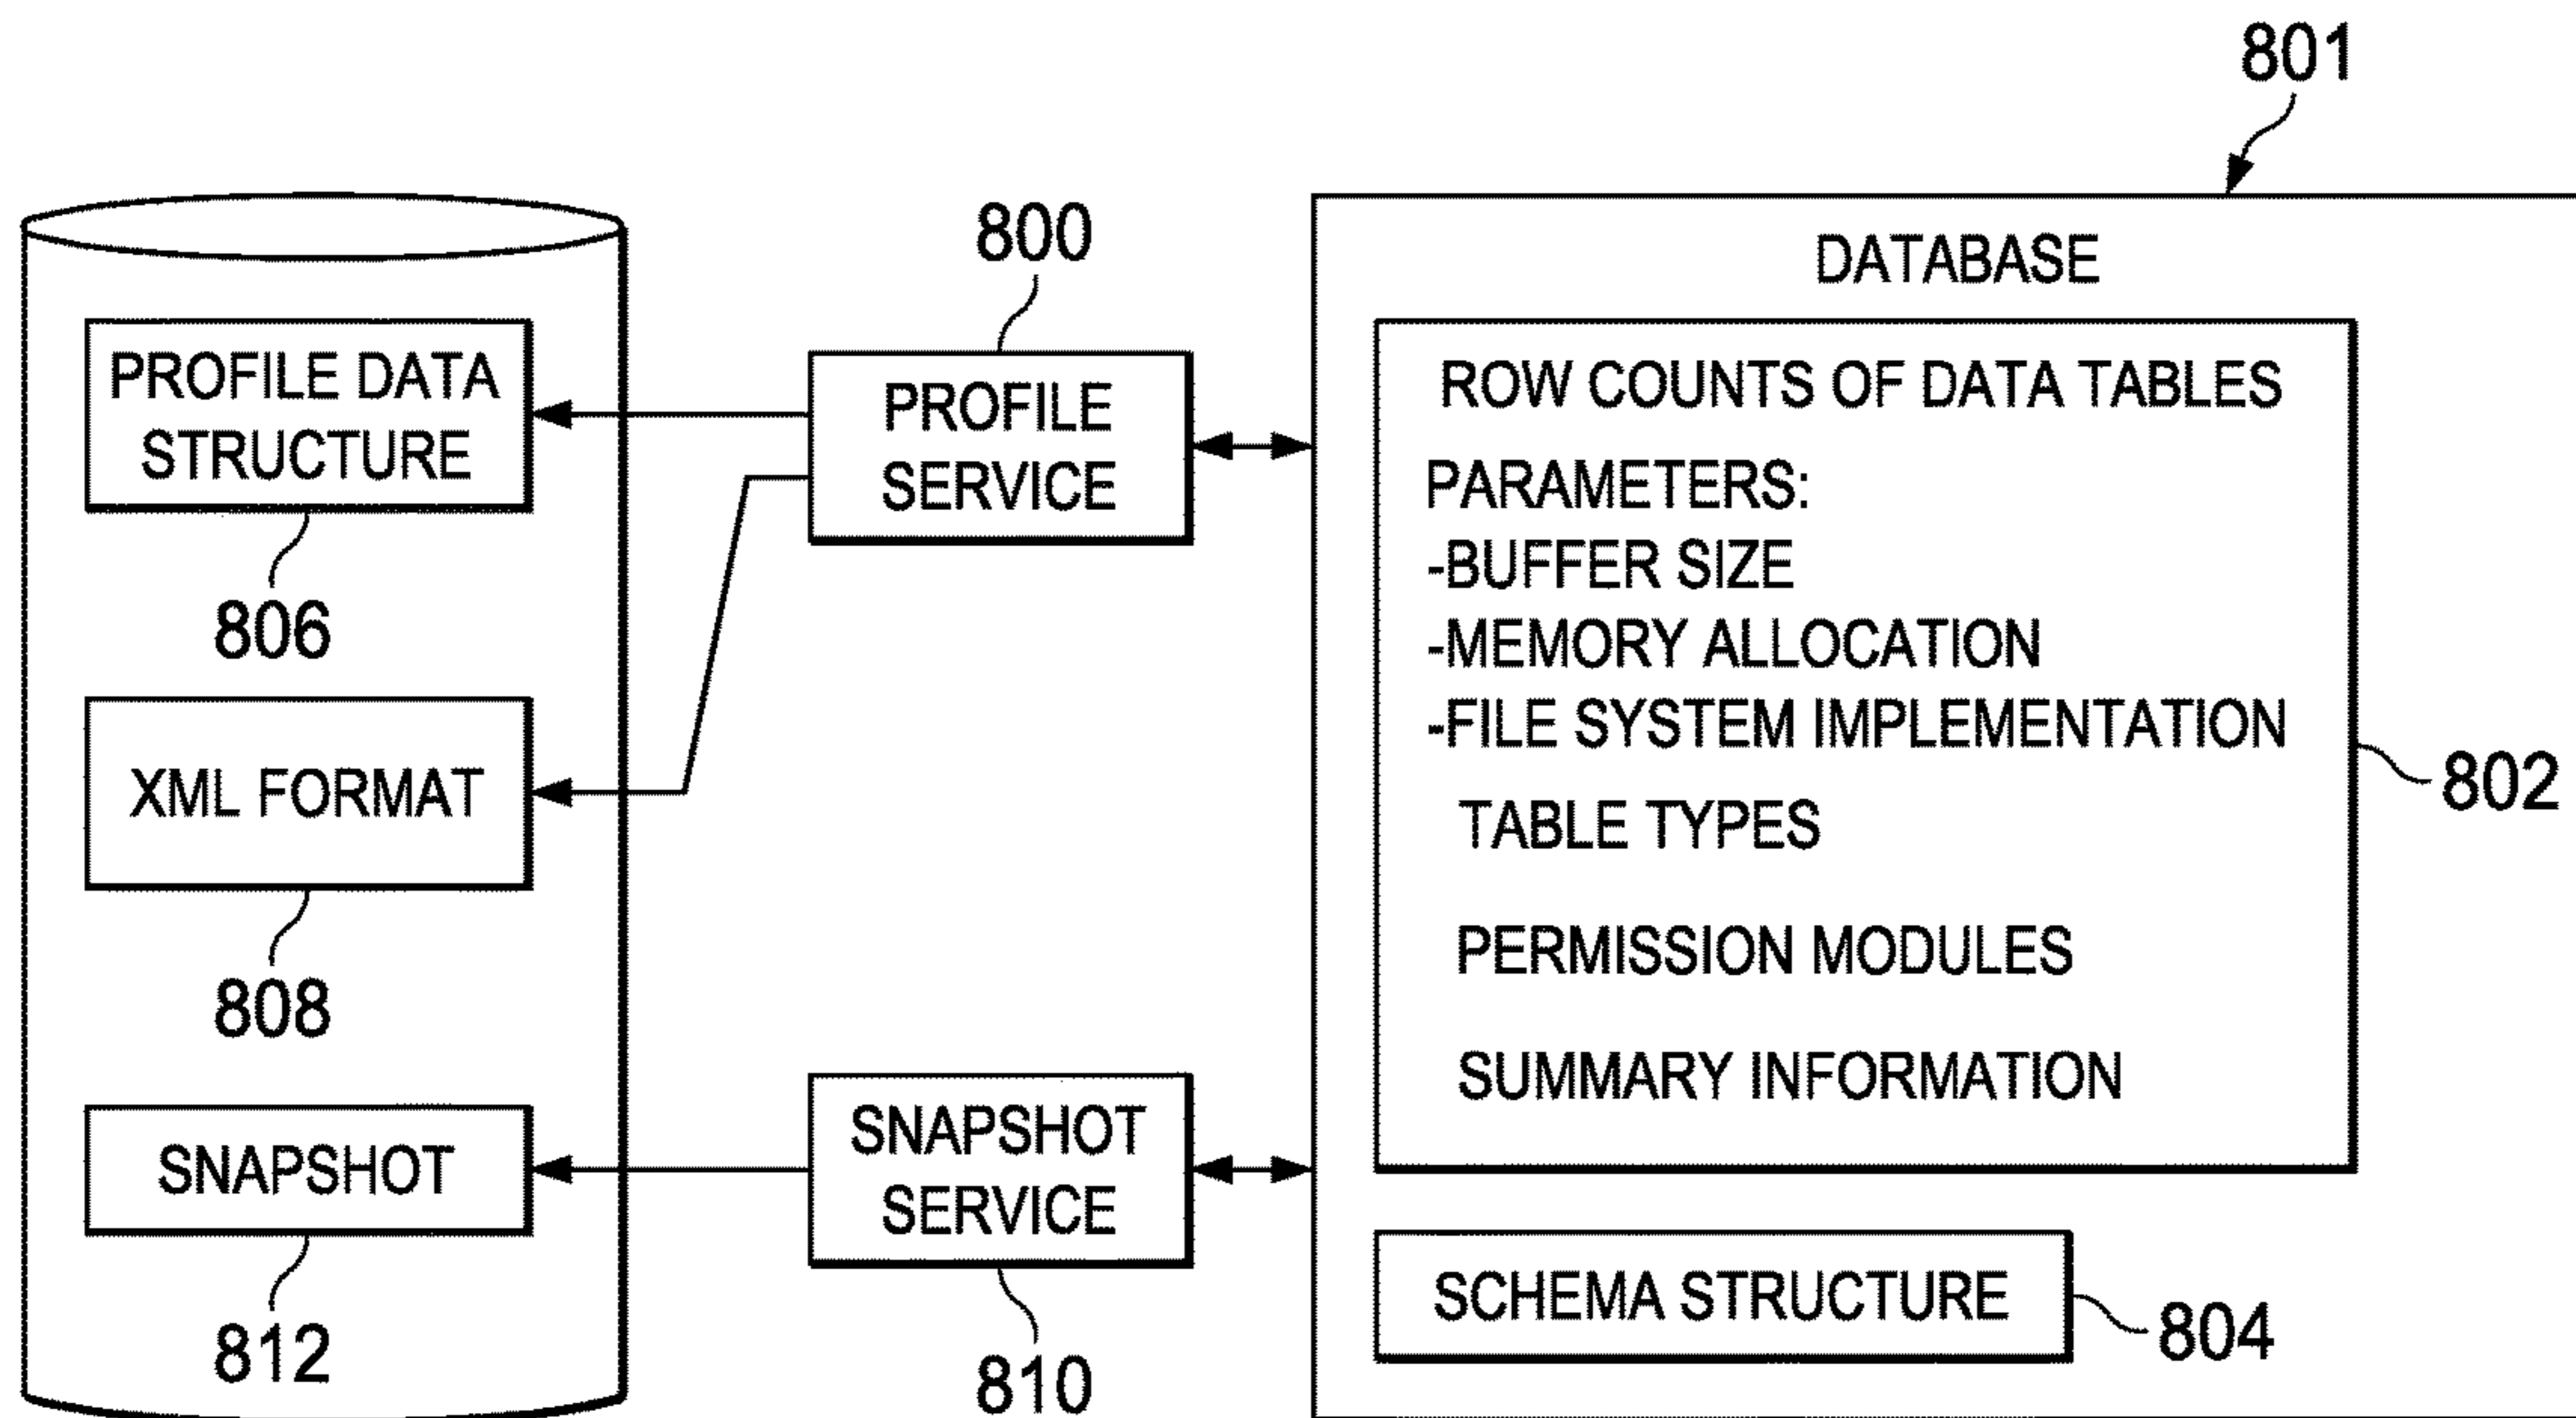 801
DATABASE
800
PROFILE DATA
STRUCTURE
806
XML FORMAT
808
SNAPSHOT
812
PROFILE
SERVICE
SNAPSHOT
SERVICE
810
ROW COUNTS OF DATA TABLES
PARAMETERS:
-BUFFER SIZE
-MEMORY ALLOCATION
-FILE SYSTEM IMPLEMENTATION
TABLE TYPES
PERMISSION MODULES
SUMMARY INFORMATION
802
SCHEMA STRUCTURE
804